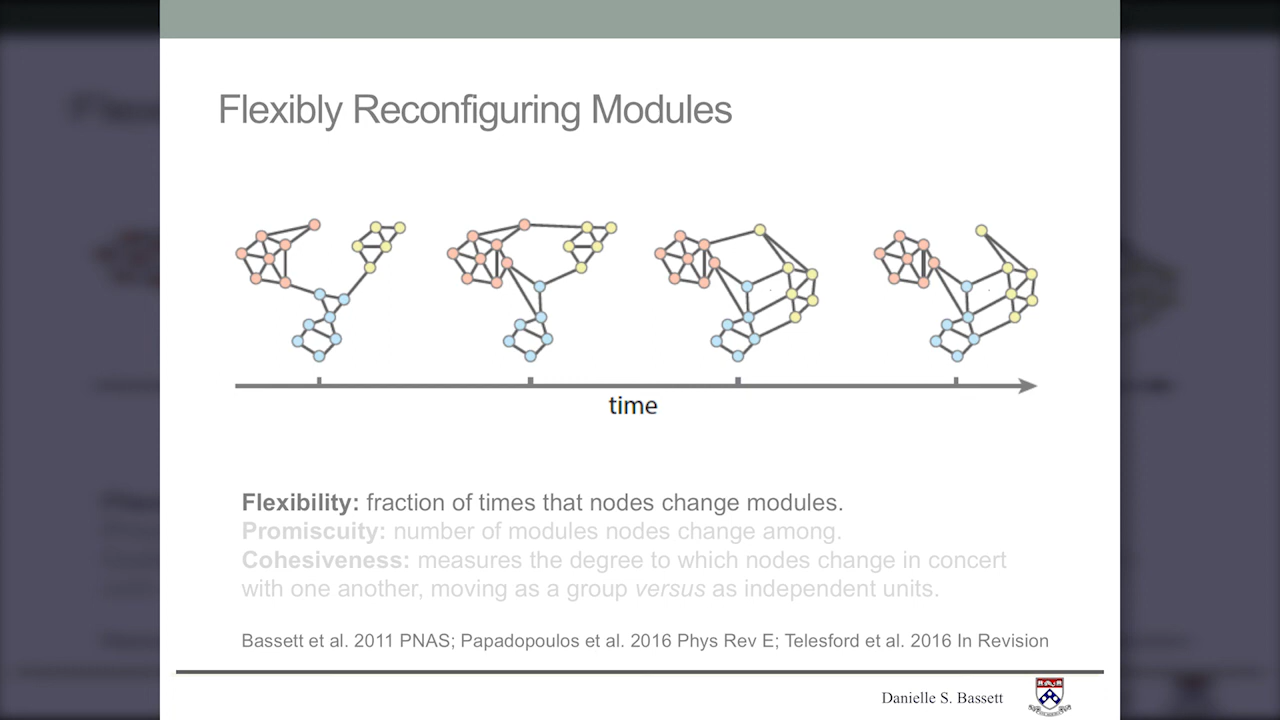 Flexibly Reconfiguring Modules
time
Flexibility: fraction of times that nodes change modules.
Promiscuity: number of modules nodes change among.
Cohesiveness: measures the degree to which nodes change in concert
with one another, moving as a group versus as independent units.
Bassett et al. 2011 PNAS; Papadopoulos et al. 2016 Phys Rev E; Telesford et al. 2016 In Revision
Danielle S. Bassett